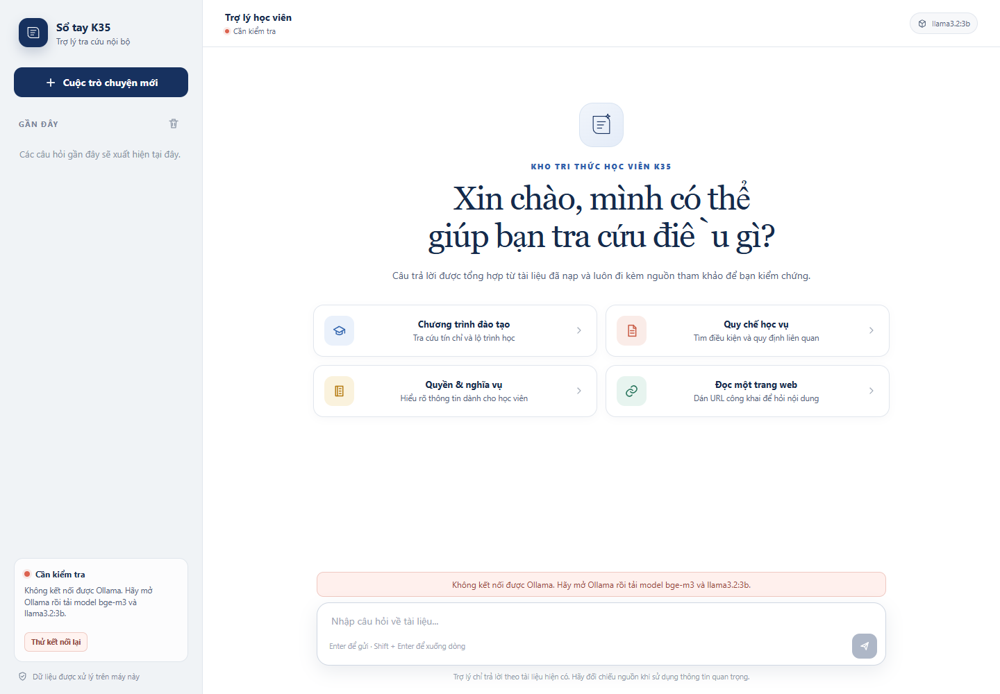 Sổ tay K35
Trợ lý tra cứu nội bộ
Cuộc trò chuyện mới
GẦN ĐÂY
Các câu hỏi gần đây sẽ xuất hiện tại đây.
Cần kiểm tra
Không kết nối được Ollama. Hãy mở
Ollama rồi tải model bge-m3 và
llama3.2:3b.
Thử kết nối lại
Dữ liệu được xử lý trên máy này
Trợ lý học viên
Cần kiểm tra
llama3.2:3b
KHO TRI THỨC HỌC VIÊN K35
Xin chào, mình có thể
giúp bạn tra cứu điều gì?
Câu trả lời được tổng hợp từ tài liệu đã nạp và luôn đi kèm nguồn tham khảo để bạn kiểm chứng.
Chương trình đào tạo
Tra cứu tín chỉ và lộ trình học
Quy chế học vụ
Tìm điều kiện và quy định liên quan
Quyền & nghĩa vụ
Hiểu rõ thông tin dành cho học viên
Đọc một trang web
Dán URL công khai để hỏi nội dung
Không kết nối được Ollama. Hãy mở Ollama rồi tải model bge-m3 và llama3.2:3b.
Nhập câu hỏi về tài liệu...
Enter để gửi · Shift + Enter để xuống dòng
Trợ lý chỉ trả lời theo tài liệu hiện có. Hãy đối chiếu nguồn khi sử dụng thông tin quan trọng.